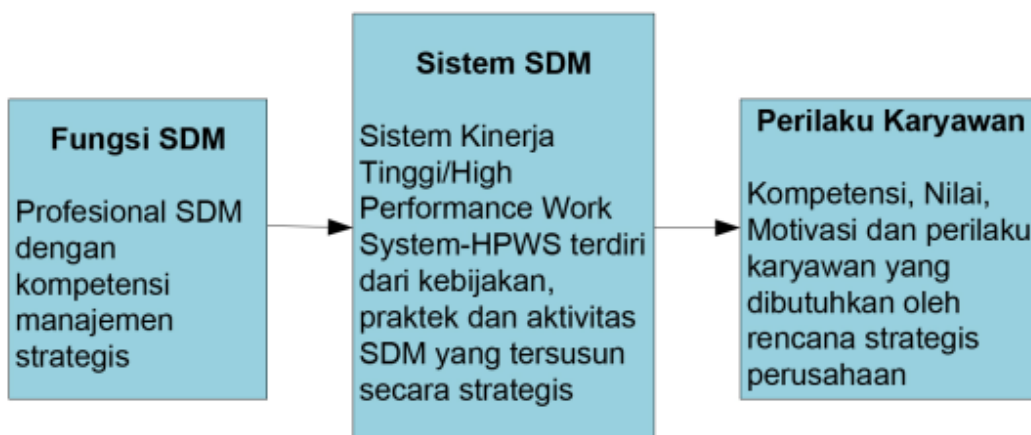 Fungsi SDM
Profesional SDM
dengan
kompetensi
manajemen
strategis
Sistem SDM
Sistem Kinerja
Tinggi/High
Performance Work
System-HPWS terdiri
dari kebijakan,
praktek dan aktivitas
SDM yang tersusun
secara strategis
Perilaku Karyawan
Kompetensi, Nilai,
Motivasi dan perilaku
karyawan yang
dibutuhkan oleh
rencana strategis
perusahaan